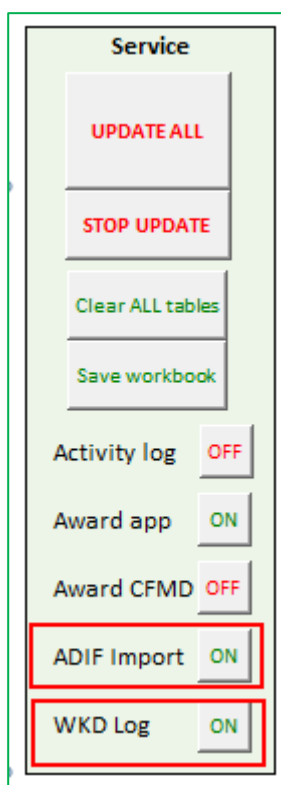 Service
UPDATE ALL
STOP UPDATE
Clear ALL tables
Save workbook
Activity log OFF
Award app ON
Award CFMD OFF
ADIF Import ON
WKD Log ON